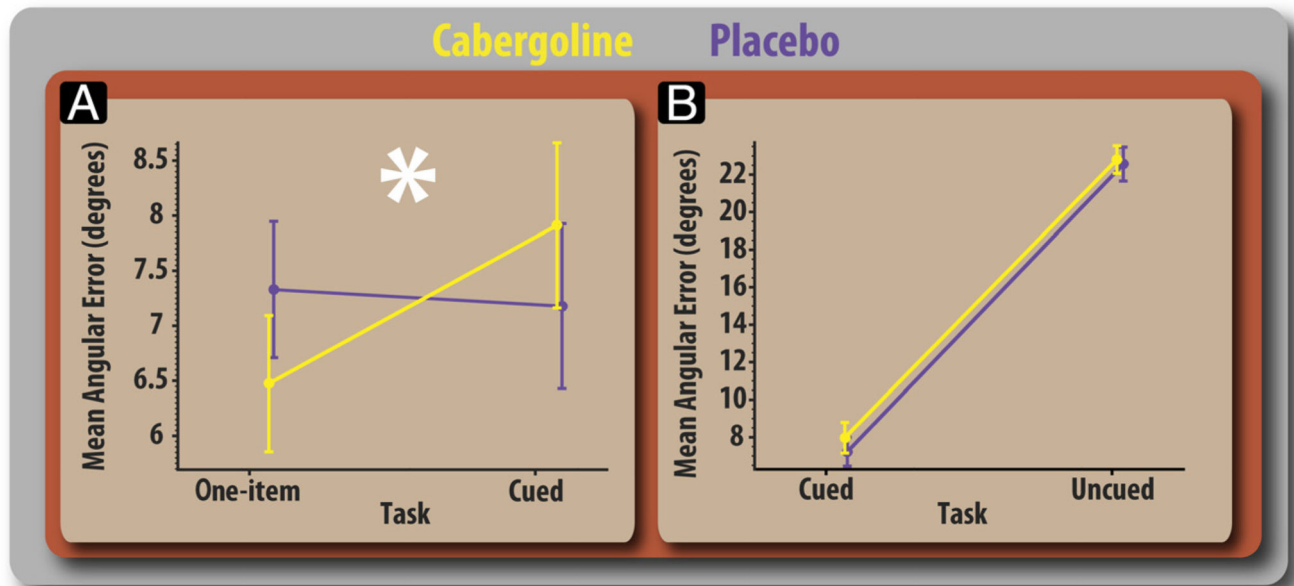 Cabergoline Placebo
A
Mean Angular Error (degrees)
8.5
8
7.5
7
6.5
6
*
One-item Cued
Task
B
Mean Angular Error (degrees)
22
20
18
16
14
12
10
8
Cued Uncued
Task